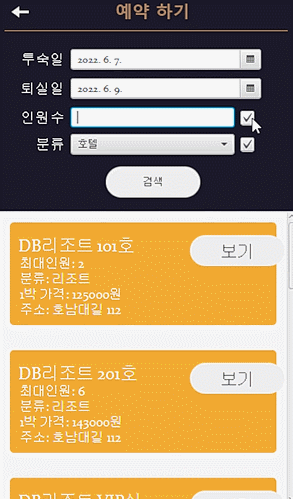 예약 하기
투숙일 2022. 6. 7.
퇴실일 2022. 6. 9.
인원수
분류 호텔
검색
DB리조트 101호
보기
최대인원: 2
분류: 리조트
1박 가격: 125000원
주소: 호남대길 112
DB리조트 201호
보기
최대인원: 6
분류: 리조트
1박 가격: 143000원
주소: 호남대길 112
DB리조트 VIP실